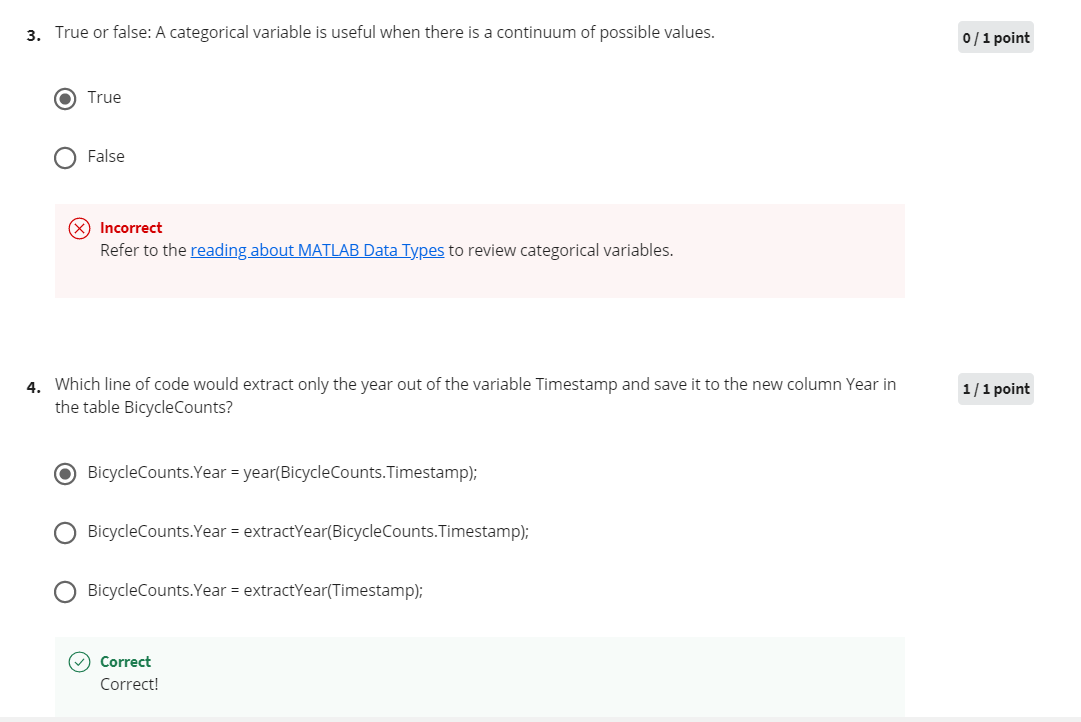 3. True or false: A categorical variable is useful when there is a continuum of possible values.
0 / 1 point
True
False
Incorrect
Refer to the reading about MATLAB Data Types to review categorical variables.
4. Which line of code would extract only the year out of the variable Timestamp and save it to the new column Year in
the table BicycleCounts?
1 / 1 point
BicycleCounts.Year = year(BicycleCounts.Timestamp);
BicycleCounts.Year = extractYear(BicycleCounts.Timestamp);
BicycleCounts.Year = extractYear(Timestamp);
Correct
Correct!